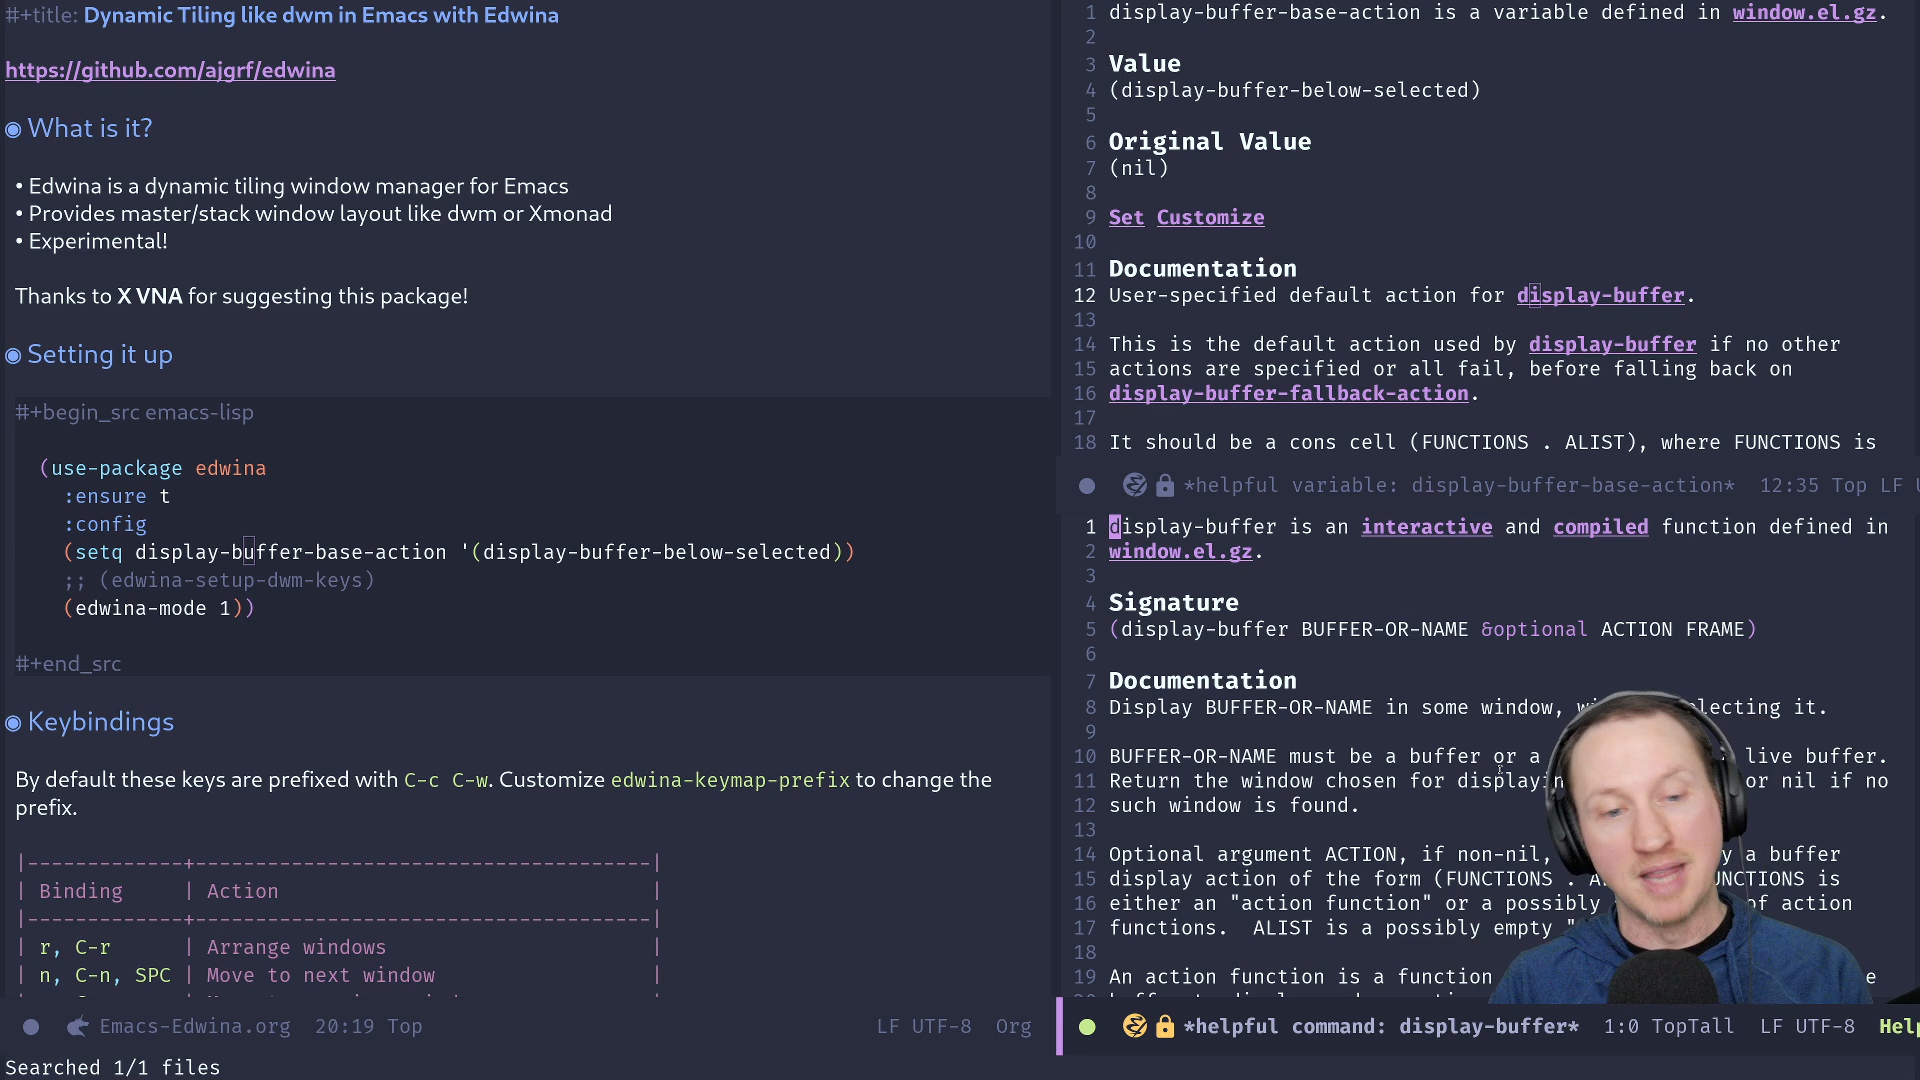 #+title: Dynamic Tiling like dwm in Emacs with Edwina
https://github.com/ajgrf/edwina
◉ What is it?
• Edwina is a dynamic tiling window manager for Emacs
• Provides master/stack window layout like dwm or Xmonad
• Experimental!
Thanks to X VNA for suggesting this package!
◉ Setting it up
#+begin_src emacs-lisp
(use-package edwina
:ensure t
:config
(setq display-buffer-base-action '(display-buffer-below-selected))
;; (edwina-setup-dwm-keys)
(edwina-mode 1))
#+end_src
◉ Keybindings
By default these keys are prefixed with C-c C-w. Customize edwina-keymap-prefix to change the
prefix.
|-------------+--------------------------------------|
| Binding | Action |
|-------------+--------------------------------------|
| r, C-r | Arrange windows |
| n, C-n, SPC | Move to next window |
Emacs-Edwina.org 20:19 Top LF UTF-8 Org
Searched 1/1 files
1 display-buffer-base-action is a variable defined in window.el.gz.
2
3 Value
4 (display-buffer-below-selected)
5
6 Original Value
7 (nil)
8
9 Set Customize
10
11 Documentation
12 User-specified default action for display-buffer.
13
14 This is the default action used by display-buffer if no other
15 actions are specified or all fail, before falling back on
16 display-buffer-fallback-action.
17
18 It should be a cons cell (FUNCTIONS . ALIST), where FUNCTIONS is
*helpful variable: display-buffer-base-action* 12:35 Top LF
1 display-buffer is an interactive and compiled function defined in
2 window.el.gz.
3
4 Signature
5 (display-buffer BUFFER-OR-NAME &optional ACTION FRAME)
6
7 Documentation
8 Display BUFFER-OR-NAME in some window, lecting it.
9
10 BUFFER-OR-NAME must be a buffer or a live buffer.
11 Return the window chosen for displayin or nil if no
12 such window is found.
13
14 Optional argument ACTION, if non-nil, a buffer
15 display action of the form (FUNCTIONS . UNCTIONS is
16 either an "action function" or a possibly of action
17 functions. ALIST is a possibly empty
18
19 An action function is a function
*helpful command: display-buffer* 1:0 TopTall LF UTF-8 Help